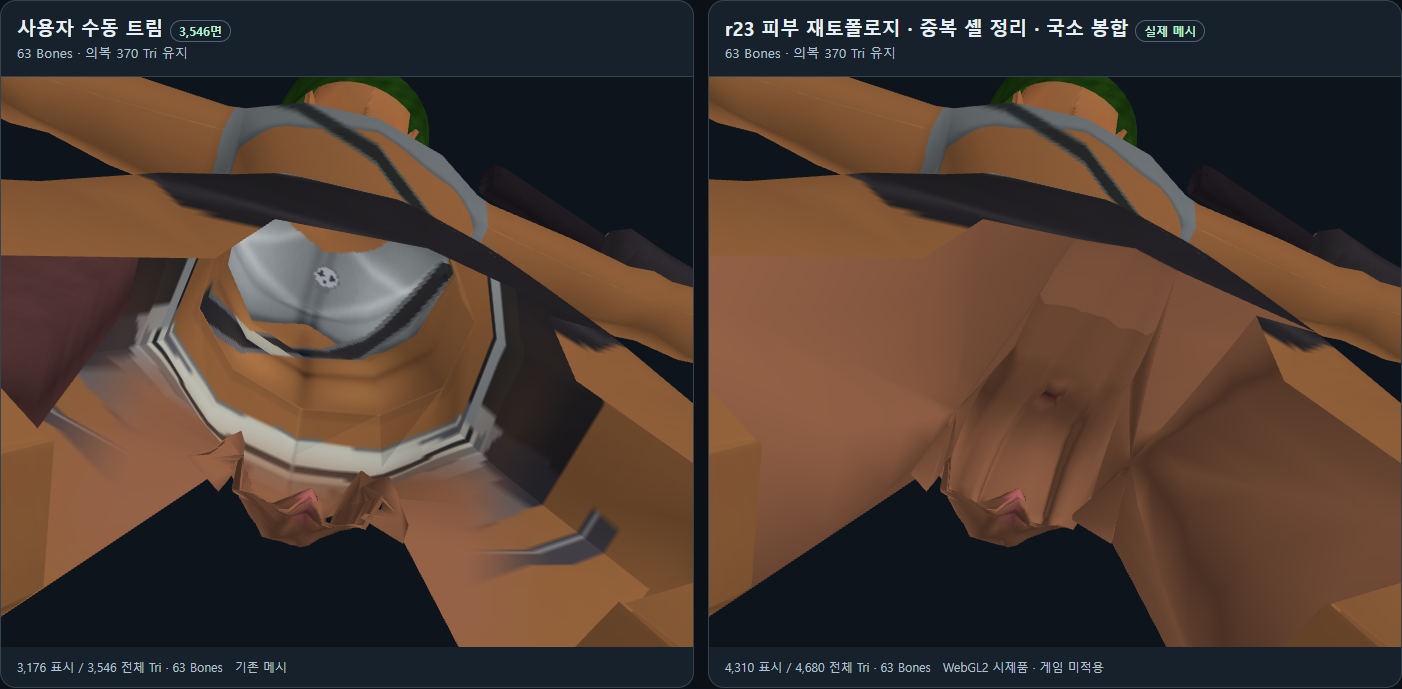 사용자 수동 트림 3,546면
63 Bones · 의복 370 Tri 유지
3,176 표시 / 3,546 전체 Tri · 63 Bones 기존 메시
r23 피부 재토폴로지 · 중복 셸 정리 · 국소 봉합 실제 메시
63 Bones · 의복 370 Tri 유지
4,310 표시 / 4,680 전체 Tri · 63 Bones WebGL2 시제품 · 게임 미적용